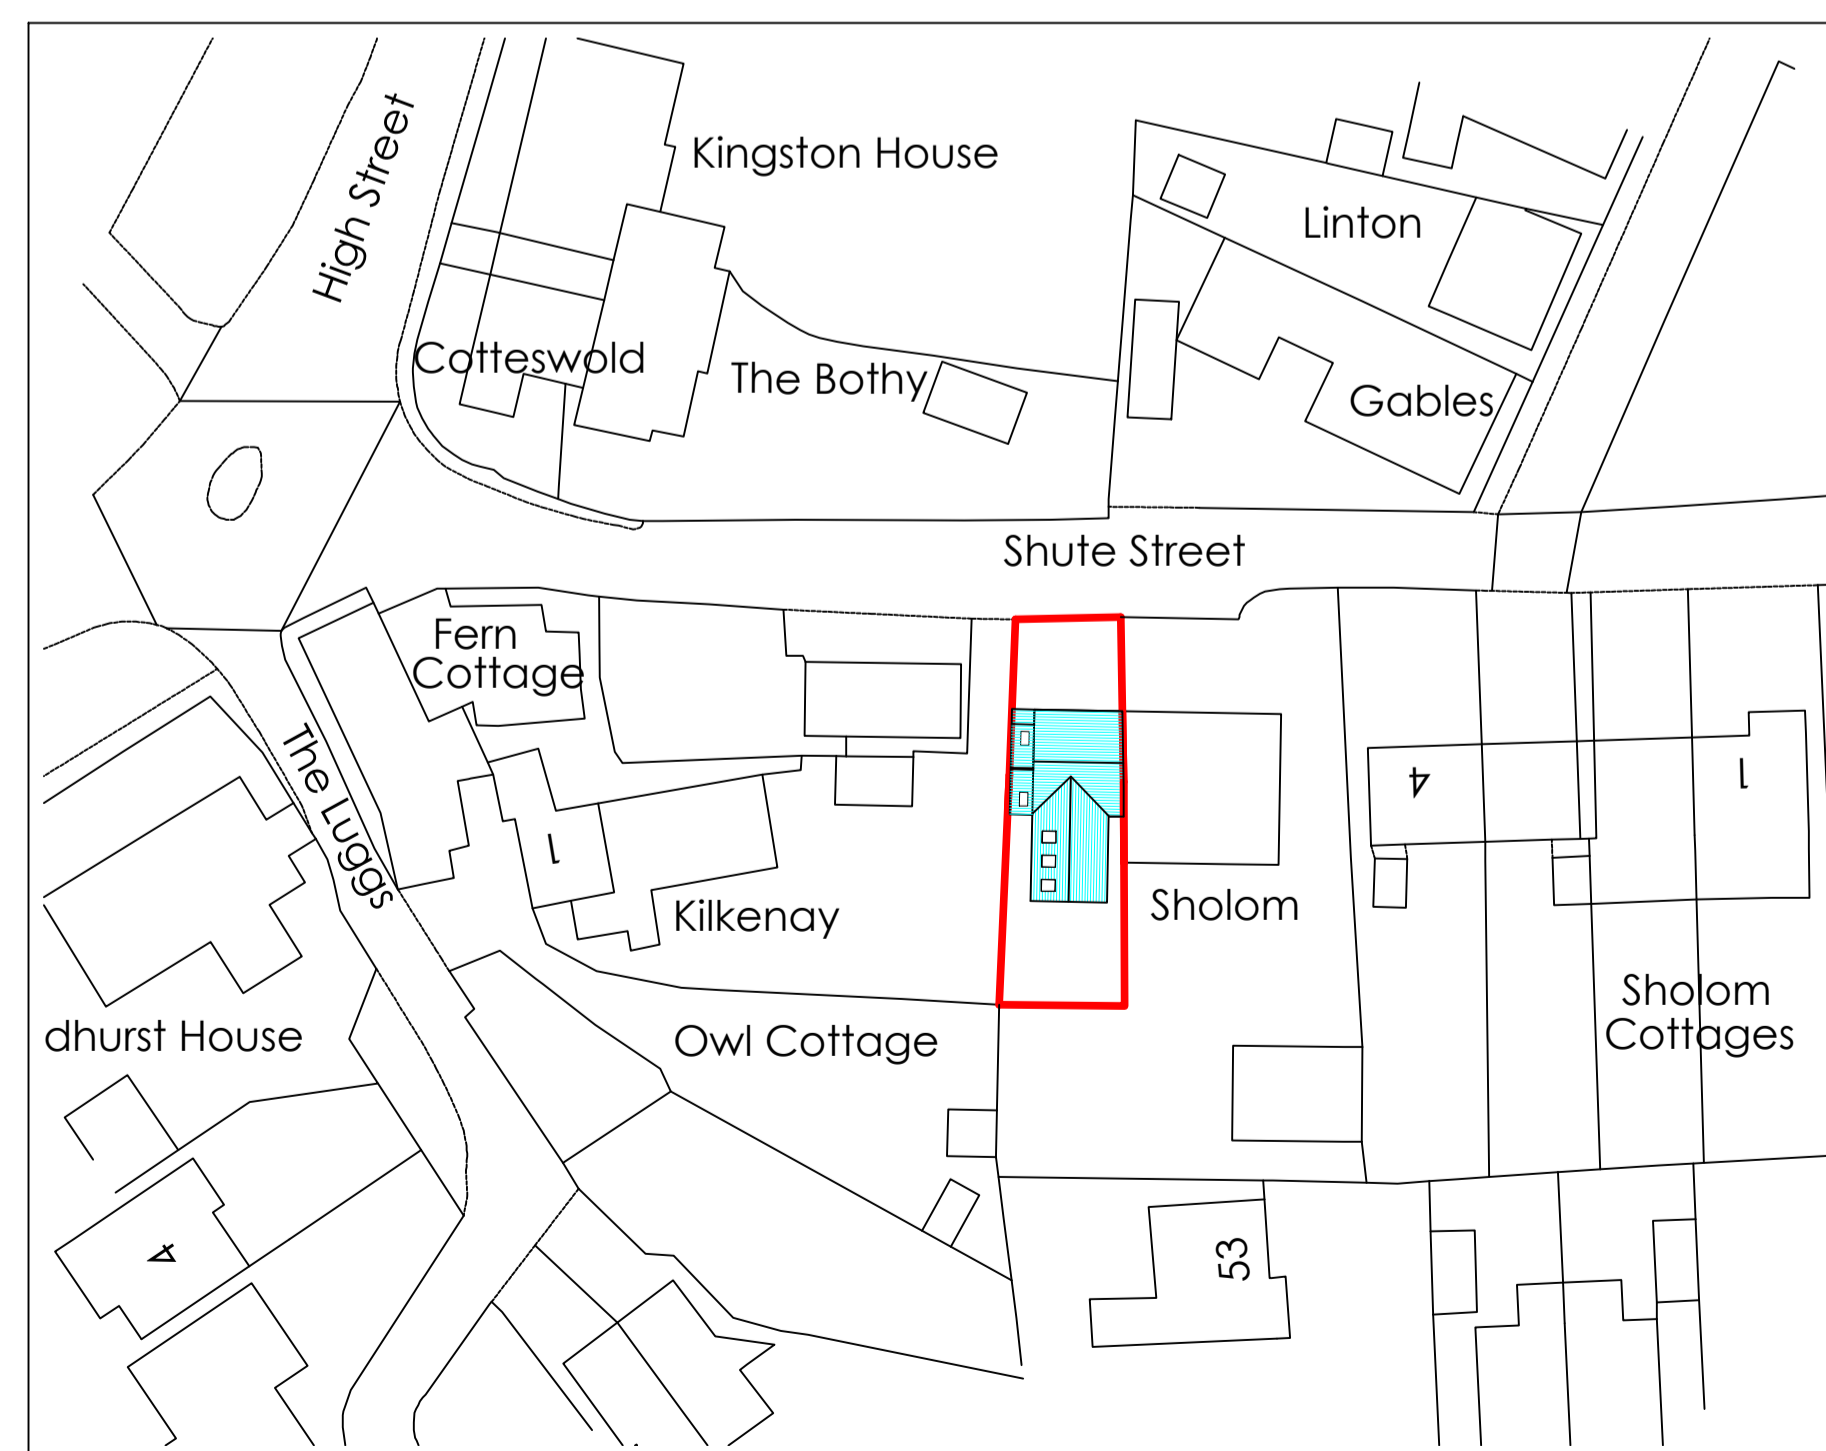 High Street
Kingston House
Linton
Cotteswold
The Bothy
Gables
Shute Street
Fern
Cottage
The Luggs
1
4
1
Kilkenay
Sholom
Sholom
Cottages
dhurst House
Owl Cottage
4
53